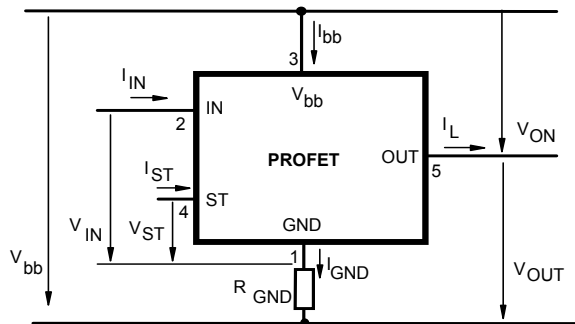 I bb
3
V bb
I IN
IN
2
I L
V ON
PROFET
OUT
5
I ST
ST
4
GND
V IN
V ST
V bb
1
I GND
R GND
V OUT